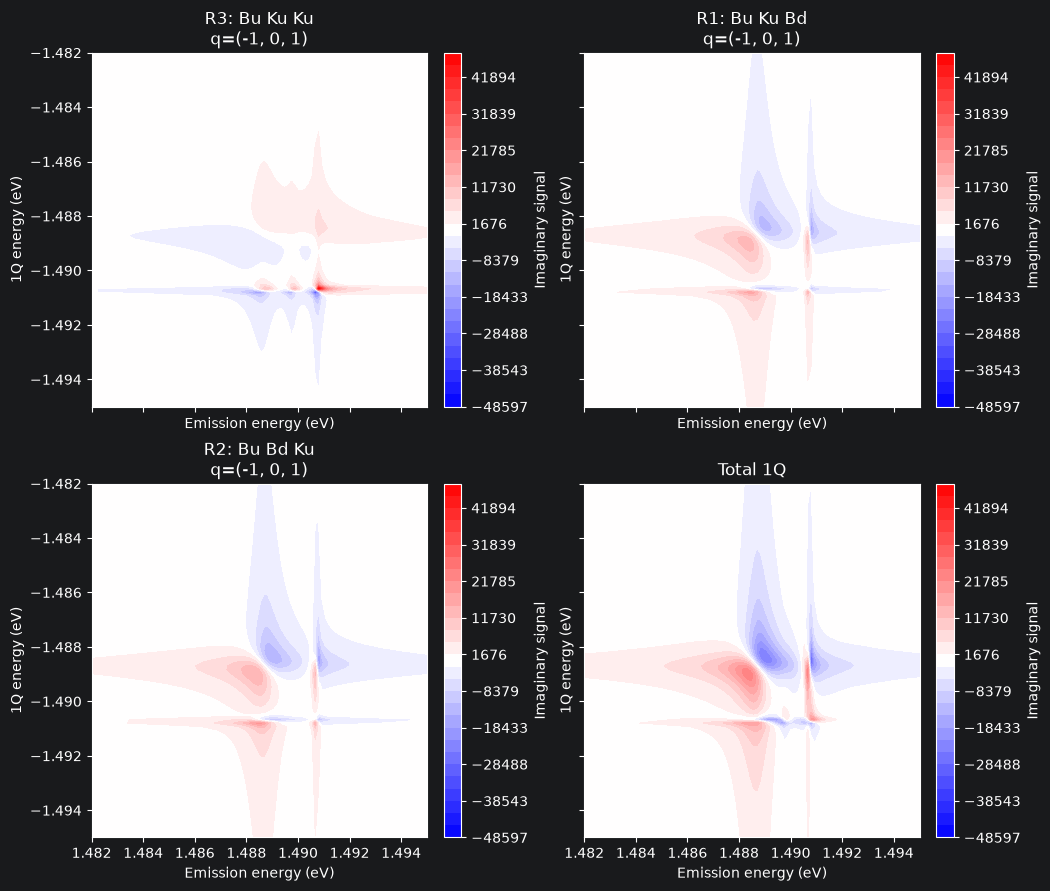 R3: Bu Ku Ku
q=(-1, 0, 1)
−1.482
−1.484
−1.486
−1.488
−1.490
−1.492
−1.494
1Q energy (eV)
Emission energy (eV)
41894
31839
21785
11730
1676
−8379
−18433
−28488
−38543
−48597
Imaginary signal
R1: Bu Ku Bd
q=(-1, 0, 1)
1Q energy (eV)
Emission energy (eV)
41894
31839
21785
11730
1676
−8379
−18433
−28488
−38543
−48597
Imaginary signal
R2: Bu Bd Ku
q=(-1, 0, 1)
−1.482
−1.484
−1.486
−1.488
−1.490
−1.492
−1.494
1Q energy (eV)
1.482 1.484 1.486 1.488 1.490 1.492 1.494
Emission energy (eV)
41894
31839
21785
11730
1676
−8379
−18433
−28488
−38543
−48597
Imaginary signal
Total 1Q
1Q energy (eV)
1.482 1.484 1.486 1.488 1.490 1.492 1.494
Emission energy (eV)
41894
31839
21785
11730
1676
−8379
−18433
−28488
−38543
−48597
Imaginary signal